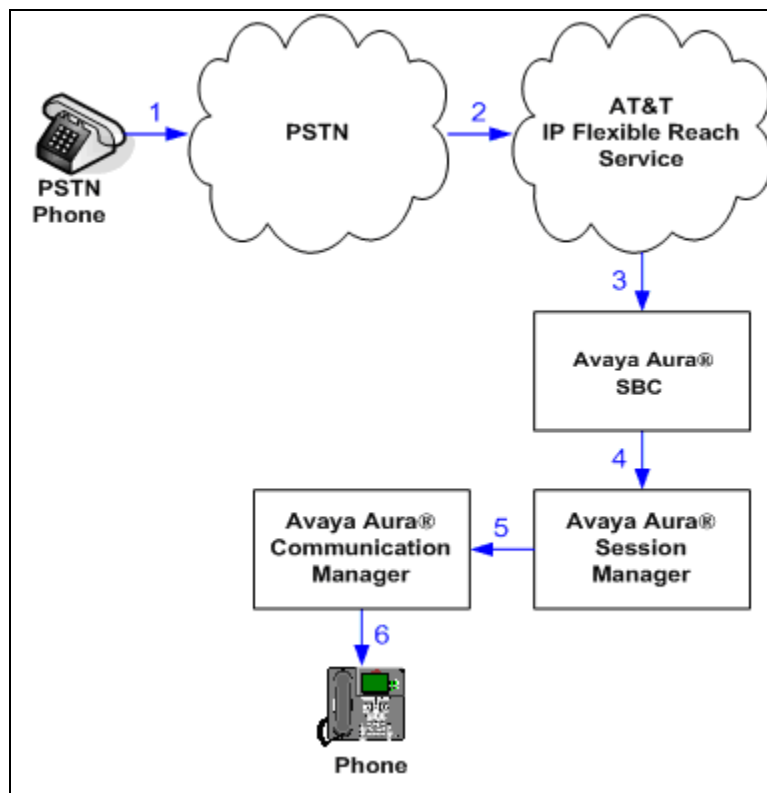 1
PSTN
Phone
PSTN
2
AT&T
IP Flexible Reach
Service
3
Avaya Aura®
SBC
4
Avaya Aura®
Session
Manager
5
Avaya Aura®
Communication
Manager
6
Phone